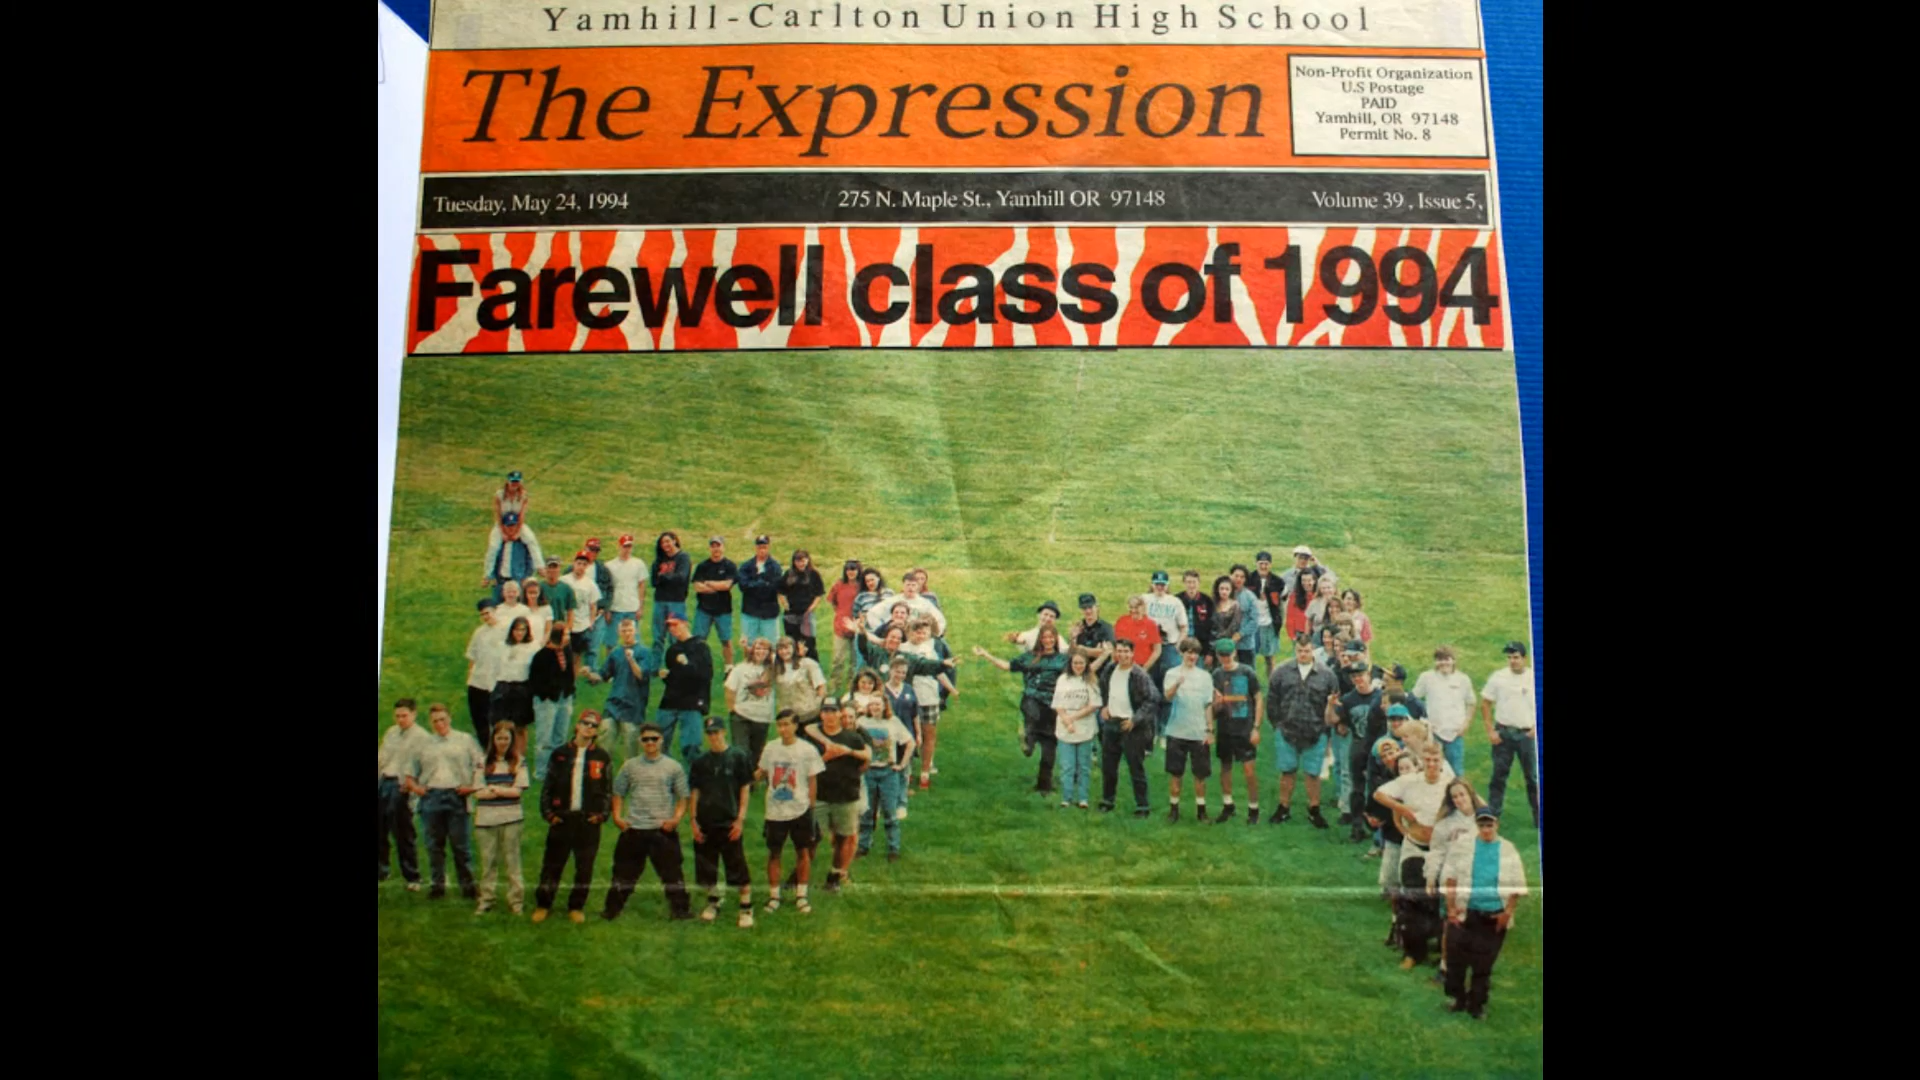 Yamhill-Carlton Union High School
The Expression
Non-Profit Organization
U.S Postage
PAID
Yamhill, OR 97148
Permit No. 8
Tuesday, May 24, 1994
275 N. Maple St., Yamhill OR 97148
Volume 39 , Issue 5,
Farewell class of 1994